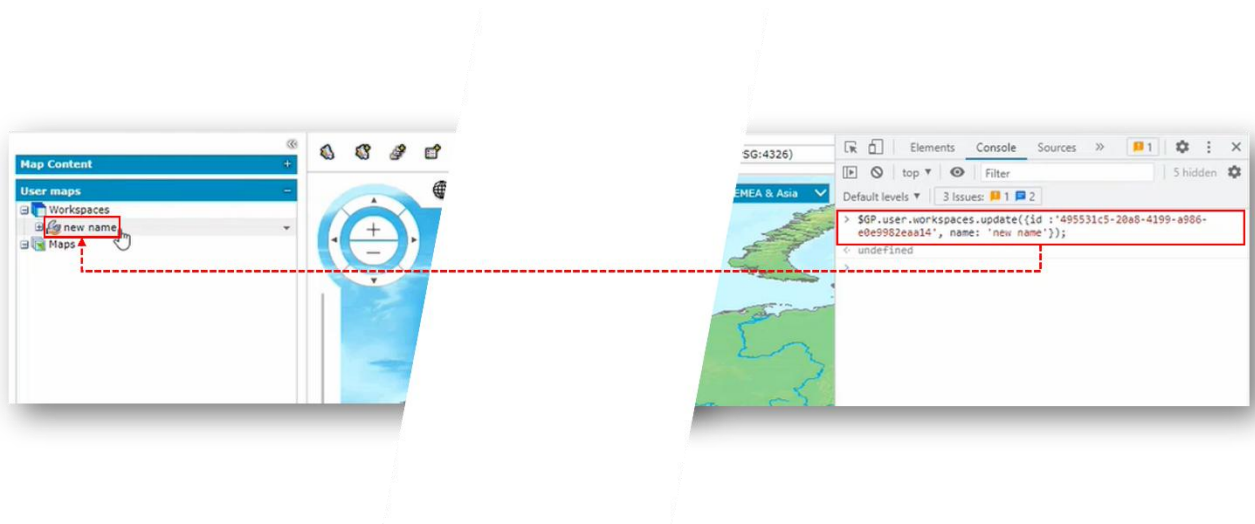 Map Content
User maps
Workspaces
new name
Maps
SG:4326)
EMEA & Asia
Elements Console Sources » 1
top ▼ Filter 5 hidden
Default levels ▼ 3 Issues: 1 2
> $GP.user.workspaces.update({id :'495531c5-20a8-4199-a986-
e0e9982eaa14', name: 'new name'});
undefined